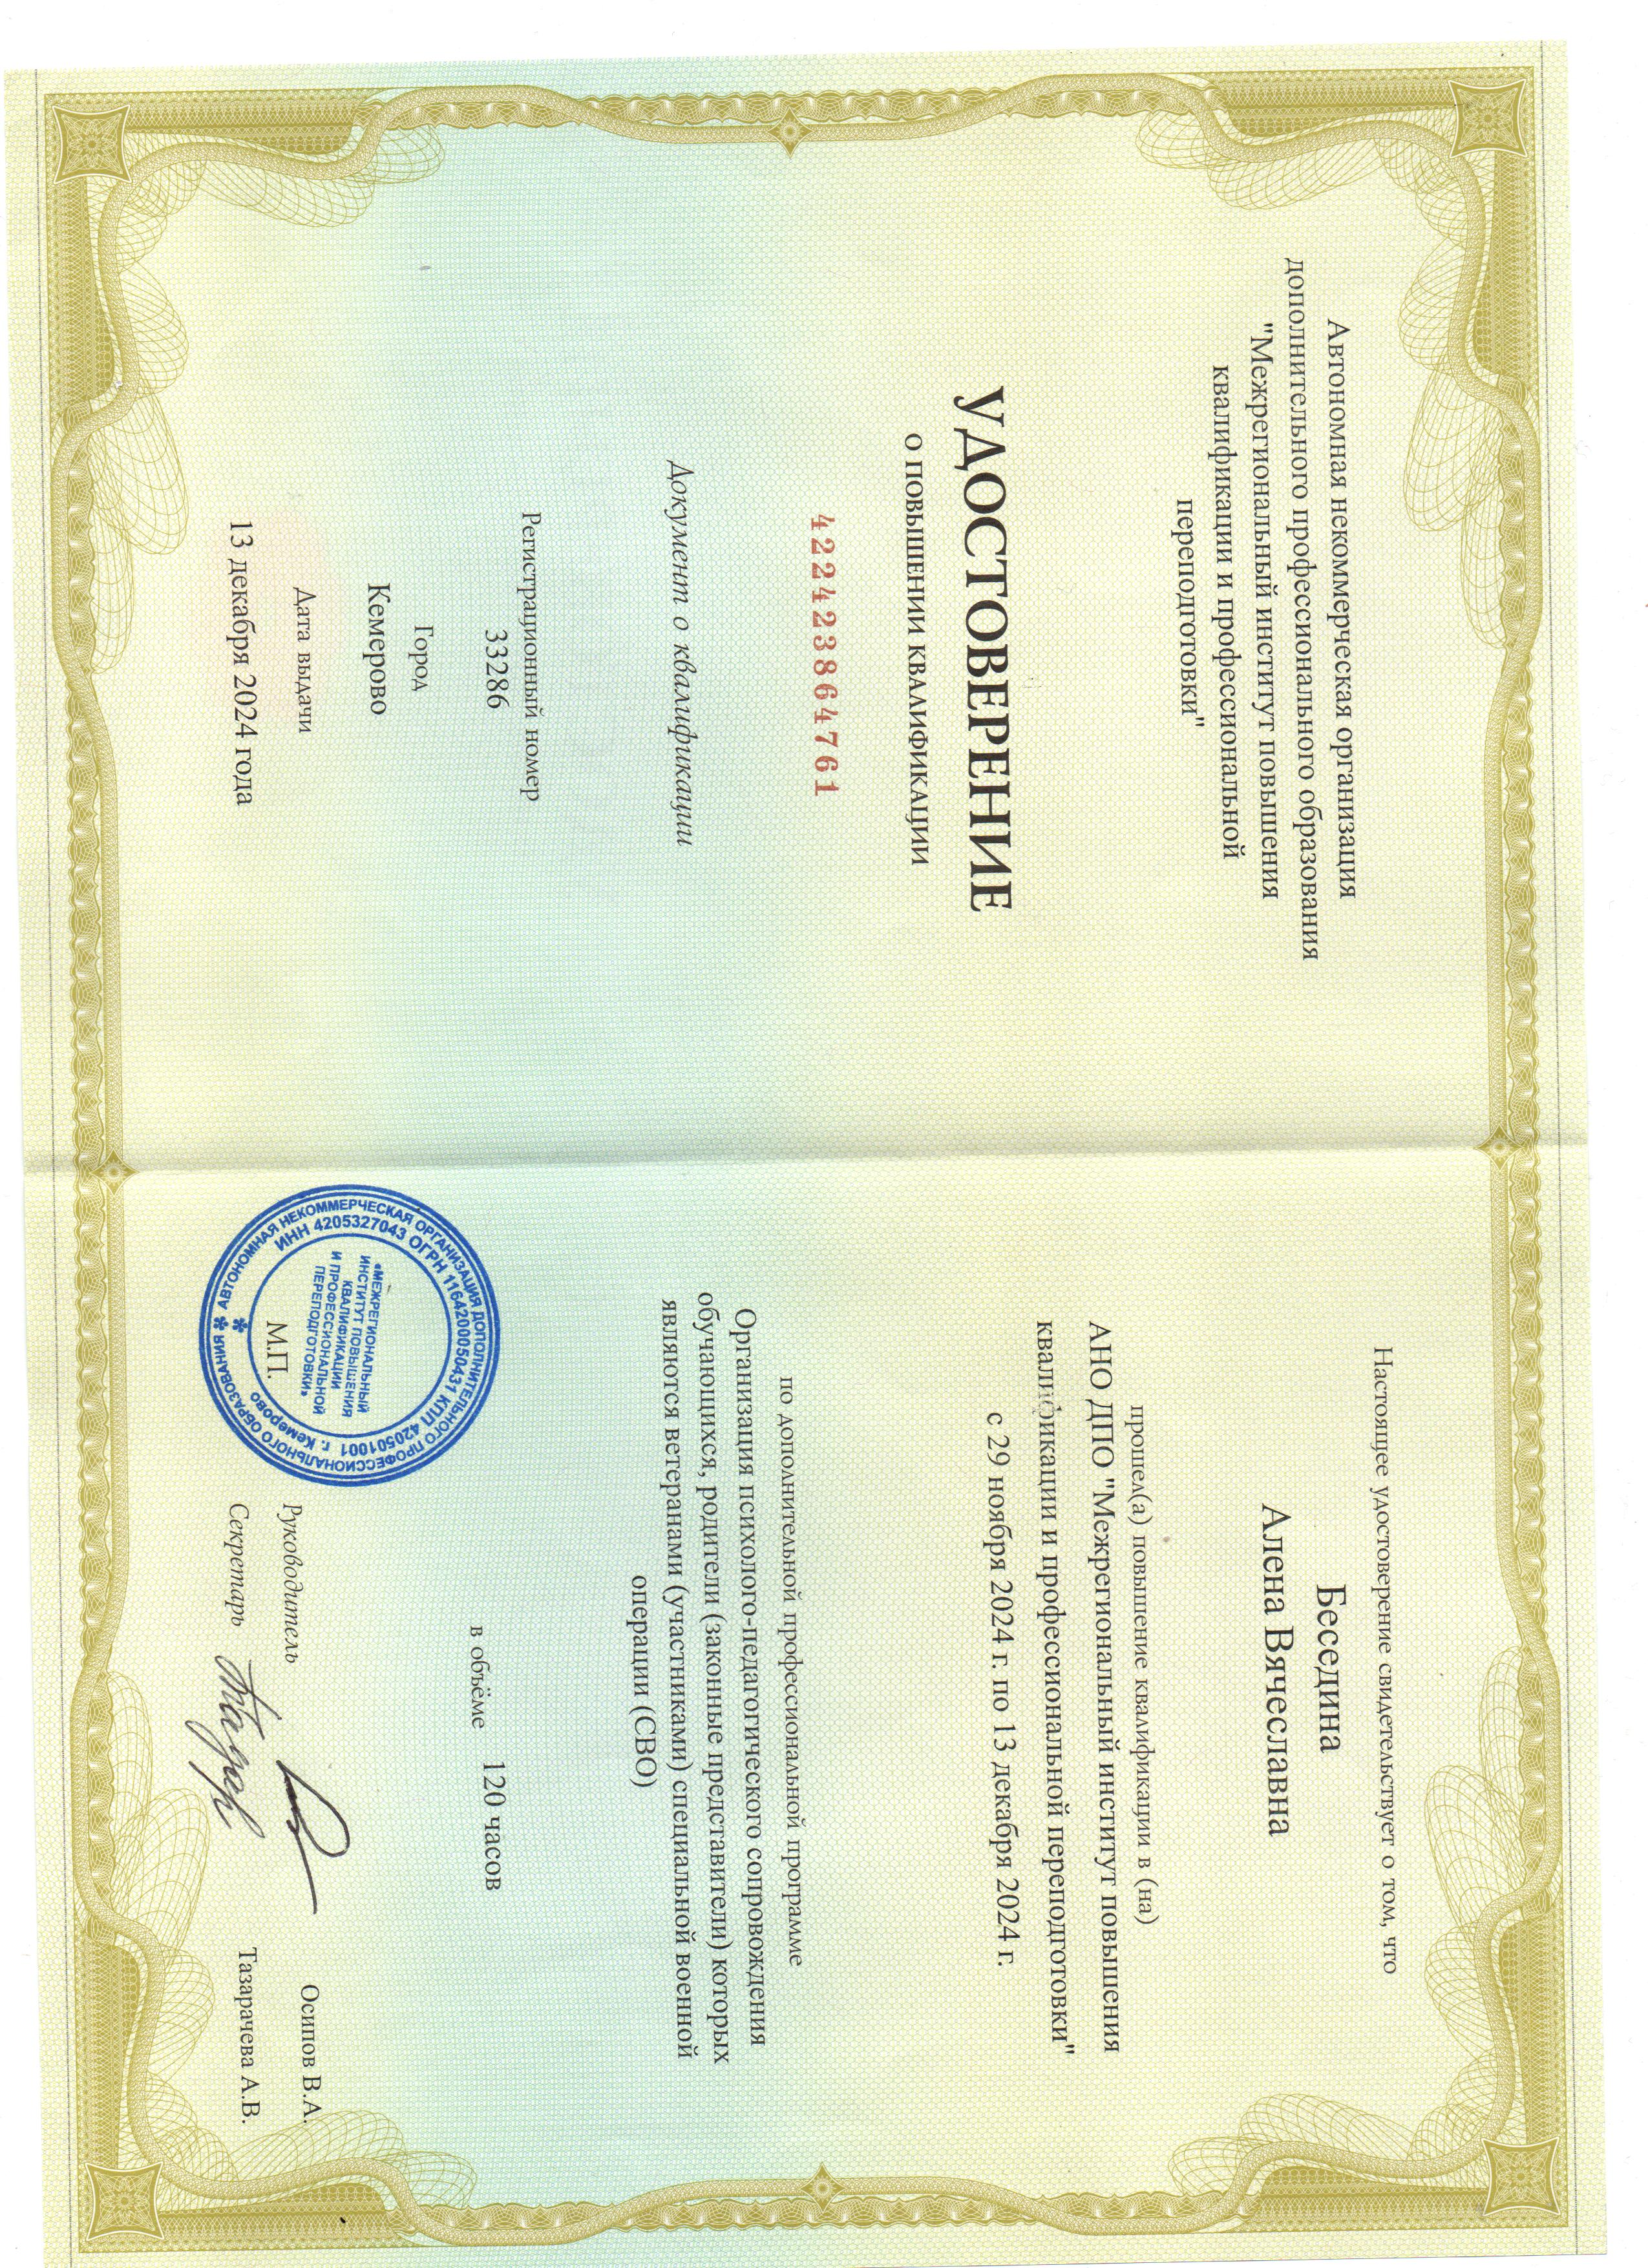 Автономная некоммерческая организация
дополнительного профессионального образования
"Межрегиональный институт повышения
квалификации и профессиональной
переподготовки"
УДОСТОВЕРЕНИЕ
О ПОВЫШЕНИИ КВАЛИФИКАЦИИ
422423864761
Документ о квалификации
Регистрационный номер
33286
Город
Кемерово
Дата выдачи
13 декабря 2024 года
Настоящее удостоверение свидетельствует о том, что
Беседина
Алена Вячеславна
прошел(а) повышение квалификации в (на)
АНО ДПО "Межрегиональный институт повышения
квалификации и профессиональной переподготовки"
с 29 ноября 2024 г. по 13 декабря 2024 г.
по дополнительной профессиональной программе
Организация психолого-педагогического сопровождения
обучающихся, родители (законные представители) которых
являются ветеранами (участниками) специальной военной
операции (СВО)
в объёме 120 часов
АВТОНОМНАЯ НЕКОММЕРЧЕСКАЯ ОРГАНИЗАЦИЯ ДОПОЛНИТЕЛЬНОГО ПРОФЕССИОНАЛЬНОГО ОБРАЗОВАНИЯ
ИНН 4205327043 ОГРН 1164200050431 КПП 420501001 г. Кемерово
«МЕЖРЕГИОНАЛЬНЫЙ
ИНСТИТУТ ПОВЫШЕНИЯ
КВАЛИФИКАЦИИ
И ПРОФЕССИОНАЛЬНОЙ
ПЕРЕПОДГОТОВКИ»
М.П.
Руководитель Осипов В.А.
Секретарь Тазарачева А.В.